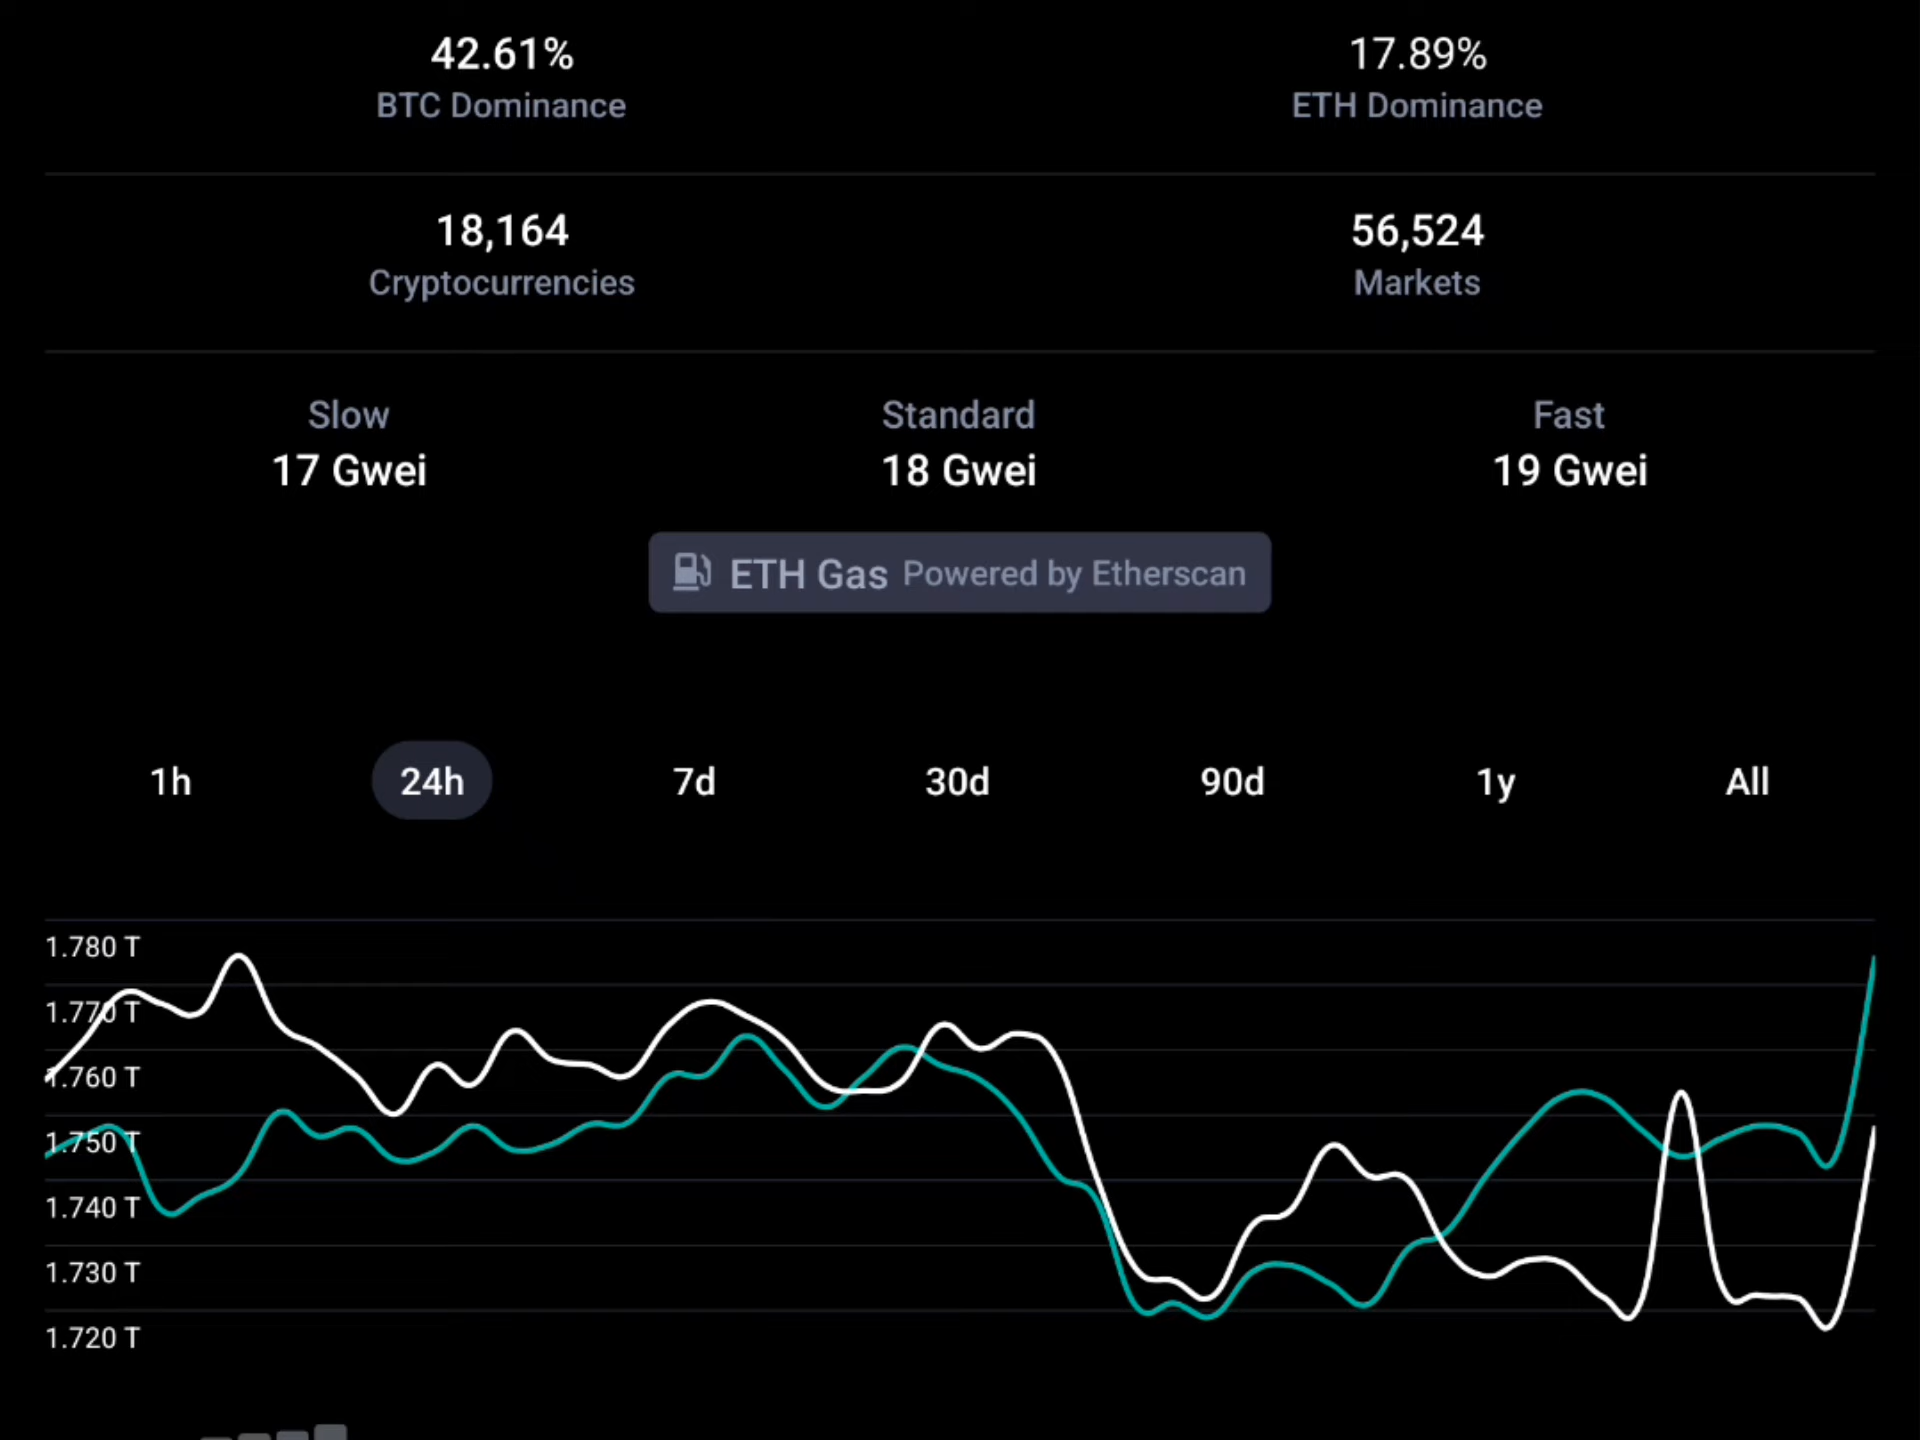 42.61% 17.89%
BTC Dominance ETH Dominance
18,164 56,524
Cryptocurrencies Markets
Slow Standard Fast
17 Gwei 18 Gwei 19 Gwei
ETH Gas Powered by Etherscan
1h 24h 7d 30d 90d 1y All
1.780 T
1.770 T
1.760 T
1.750 T
1.740 T
1.730 T
1.720 T